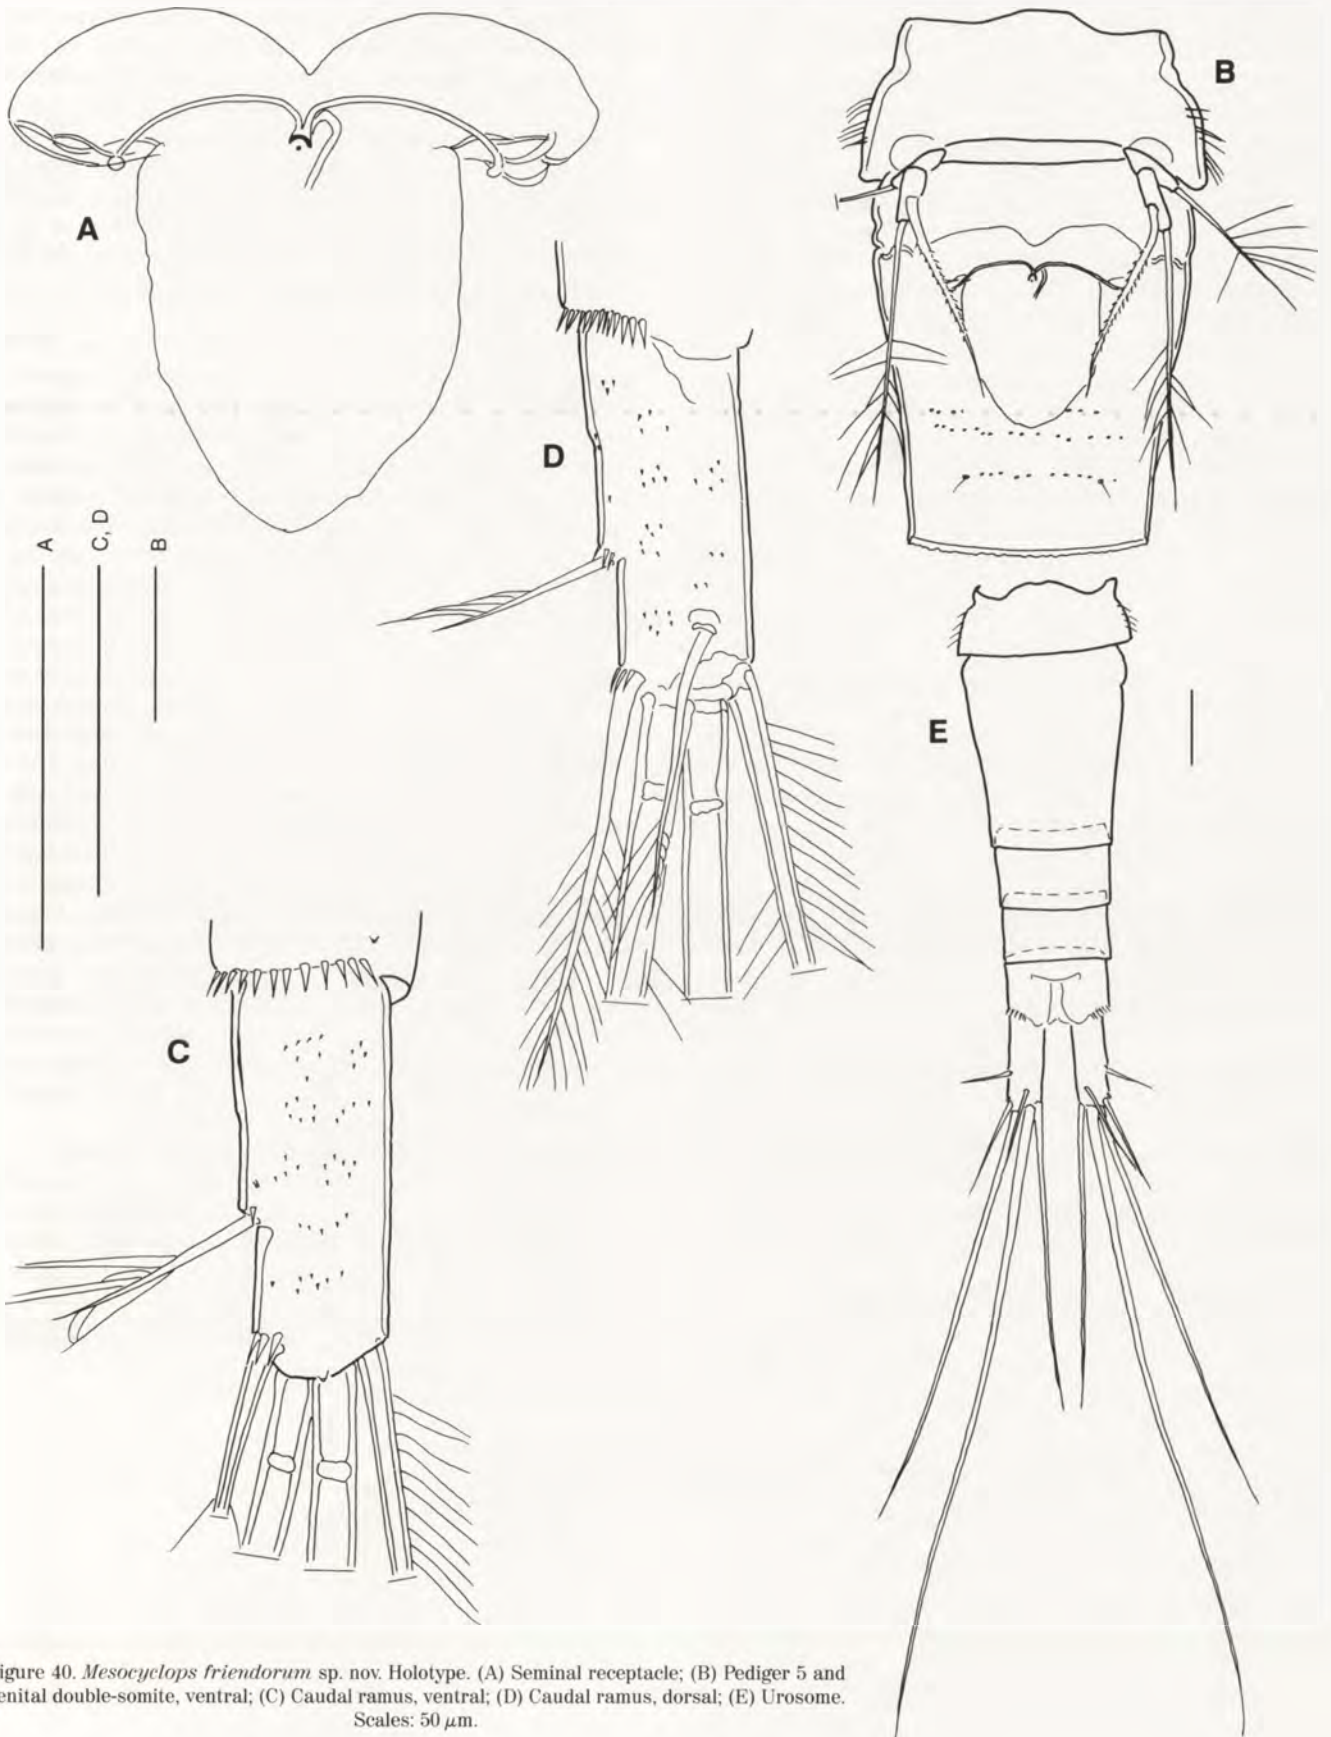 A
B
D
A
C, D
B
E
C
igure 40. Mesocyclops friendorum sp. nov. Holotype. (A) Seminal receptacle; (B) Pediger 5 and
enital double-somite, ventral; (C) Caudal ramus, ventral; (D) Caudal ramus, dorsal; (E) Urosome.
Scales: 50 μm.